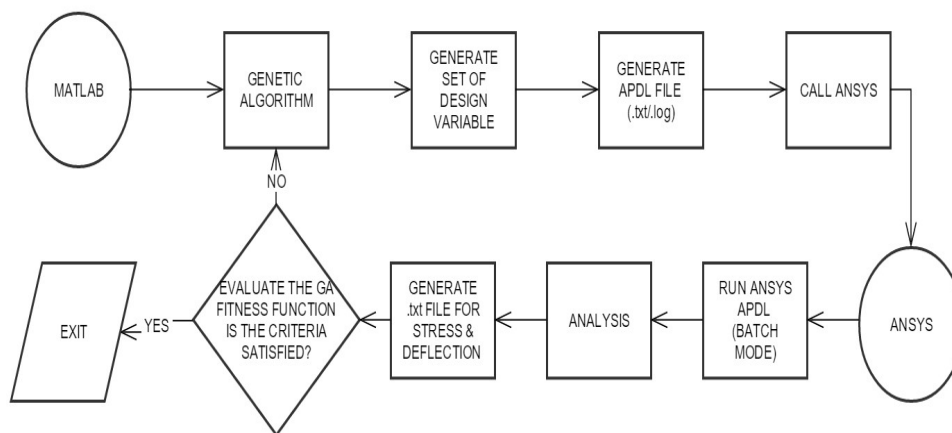 MATLAB
GENETIC
ALGORITHM
GENERATE
SET OF
DESIGN
VARIABLE
GENERATE
APDL FILE
(.txt/.log)
CALL ANSYS
ANSYS
RUN ANSYS
APDL
(BATCH
MODE)
ANALYSIS
GENERATE
.txt FILE FOR
STRESS &
DEFLECTION
EVALUATE THE GA
FITNESS FUNCTION
IS THE CRITERIA
SATISFIED?
NO
YES
EXIT